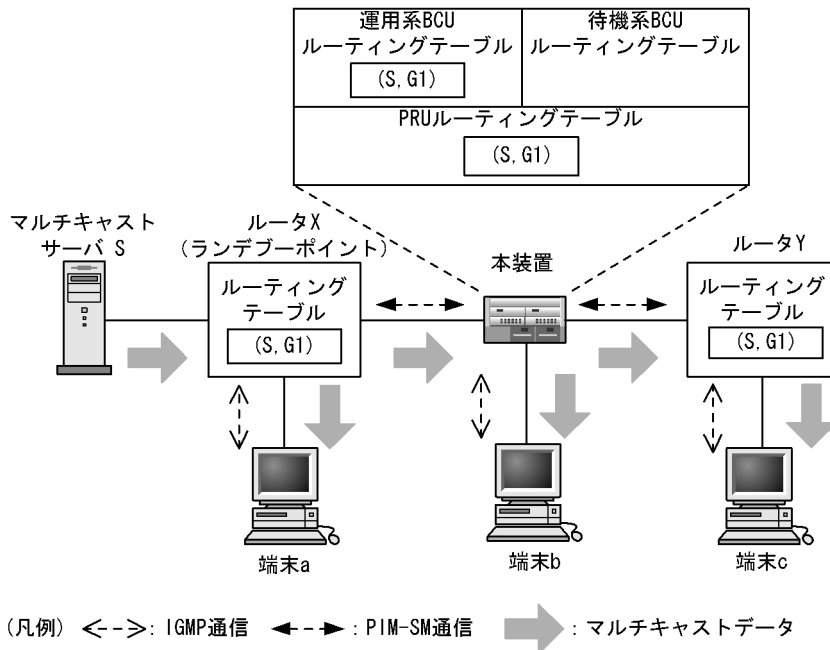 運用系BCU
ルーティングテーブル
(S,G1)
待機系BCU
ルーティングテーブル
PRUルーティングテーブル
(S,G1)
マルチキャスト
サーバ S
ルータX
(ランデブーポイント)
ルーティング
テーブル
(S,G1)
本装置
ルータY
ルーティング
テーブル
(S,G1)
端末a
端末b
端末c
(凡例) : IGMP通信 : PIM-SM通信 : マルチキャストデータ